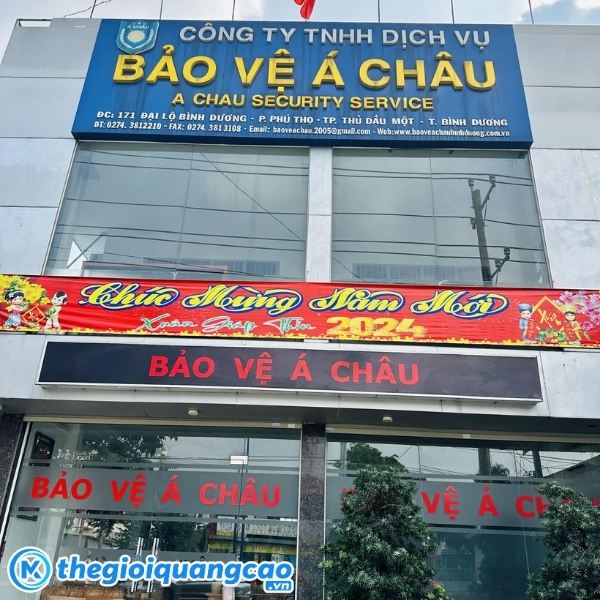 Á CHÂU
CÔNG TY TNHH DỊCH VỤ
BẢO VỆ Á CHÂU
A CHAU SECURITY SERVICE
ĐC: 171 ĐẠI LỘ BÌNH DƯƠNG - P. PHÚ THỌ - TP. THỦ DẦU MỘT - T. BÌNH DƯƠNG
ĐT: 0274. 3812210 - FAX: 0274. 3813108 - Email: baoveachau.2005@gmail.com - Web:www.baoveachaubinhduong.com.vn
Chúc Mừng Năm Mới
Xuân Giáp Thìn 2024
BẢO VỆ Á CHÂU
BẢO VỆ Á CHÂU
VỆ Á
thegioiquangcao
.vn